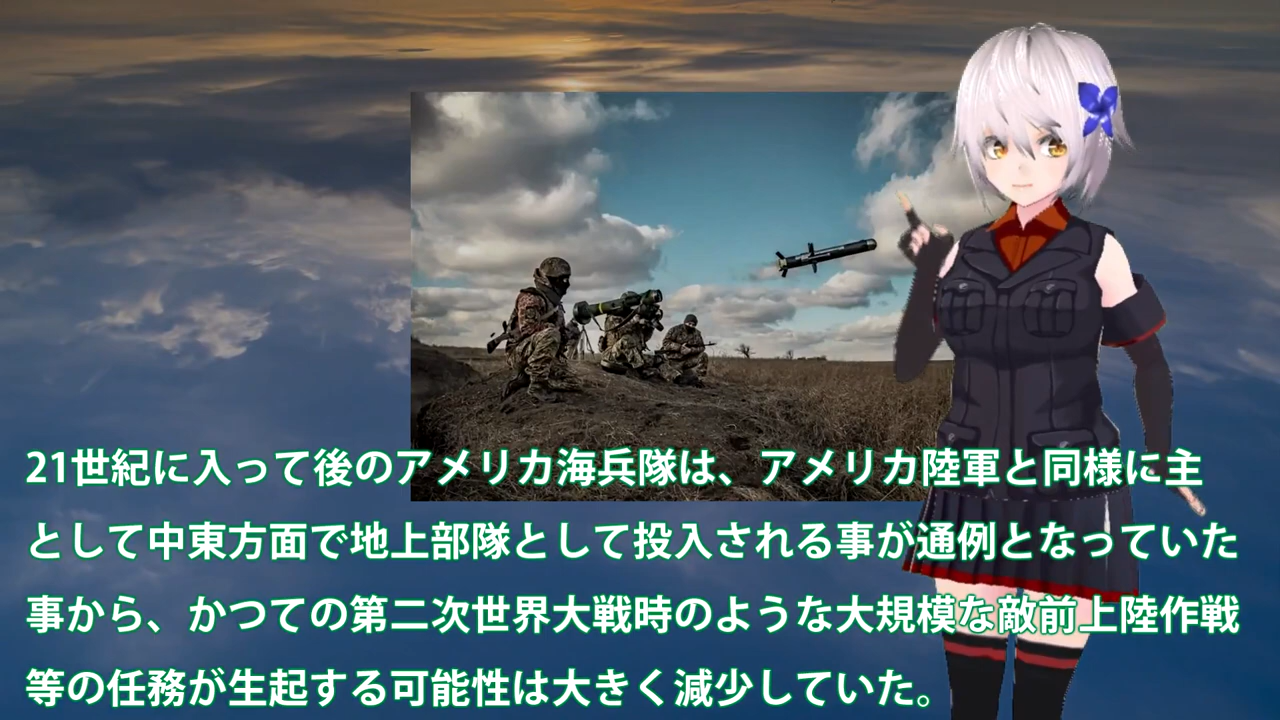 21世紀に入って後のアメリカ海兵隊は、アメリカ陸軍と同様に主
として中東方面で地上部隊として投入される事が通例となっていた
事から、かつての第二次世界大戦時のような大規模な敵前上陸作戦
等の任務が生起する可能性は大きく減少していた。